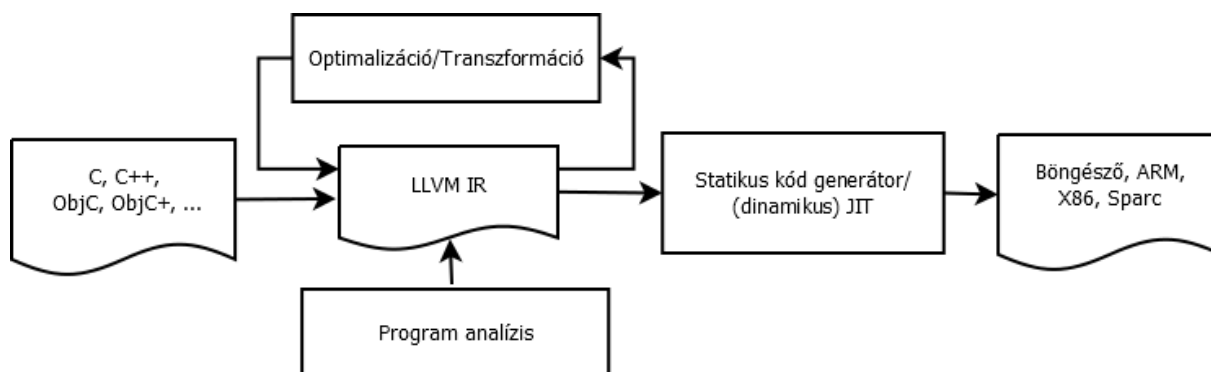 Optimalizáció/Transzformáció
C, C++,
ObjC, ObjC+, ...
LLVM IR
Statikus kód generátor/
(dinamikus) JIT
Böngésző, ARM,
X86, Sparc
Program analízis